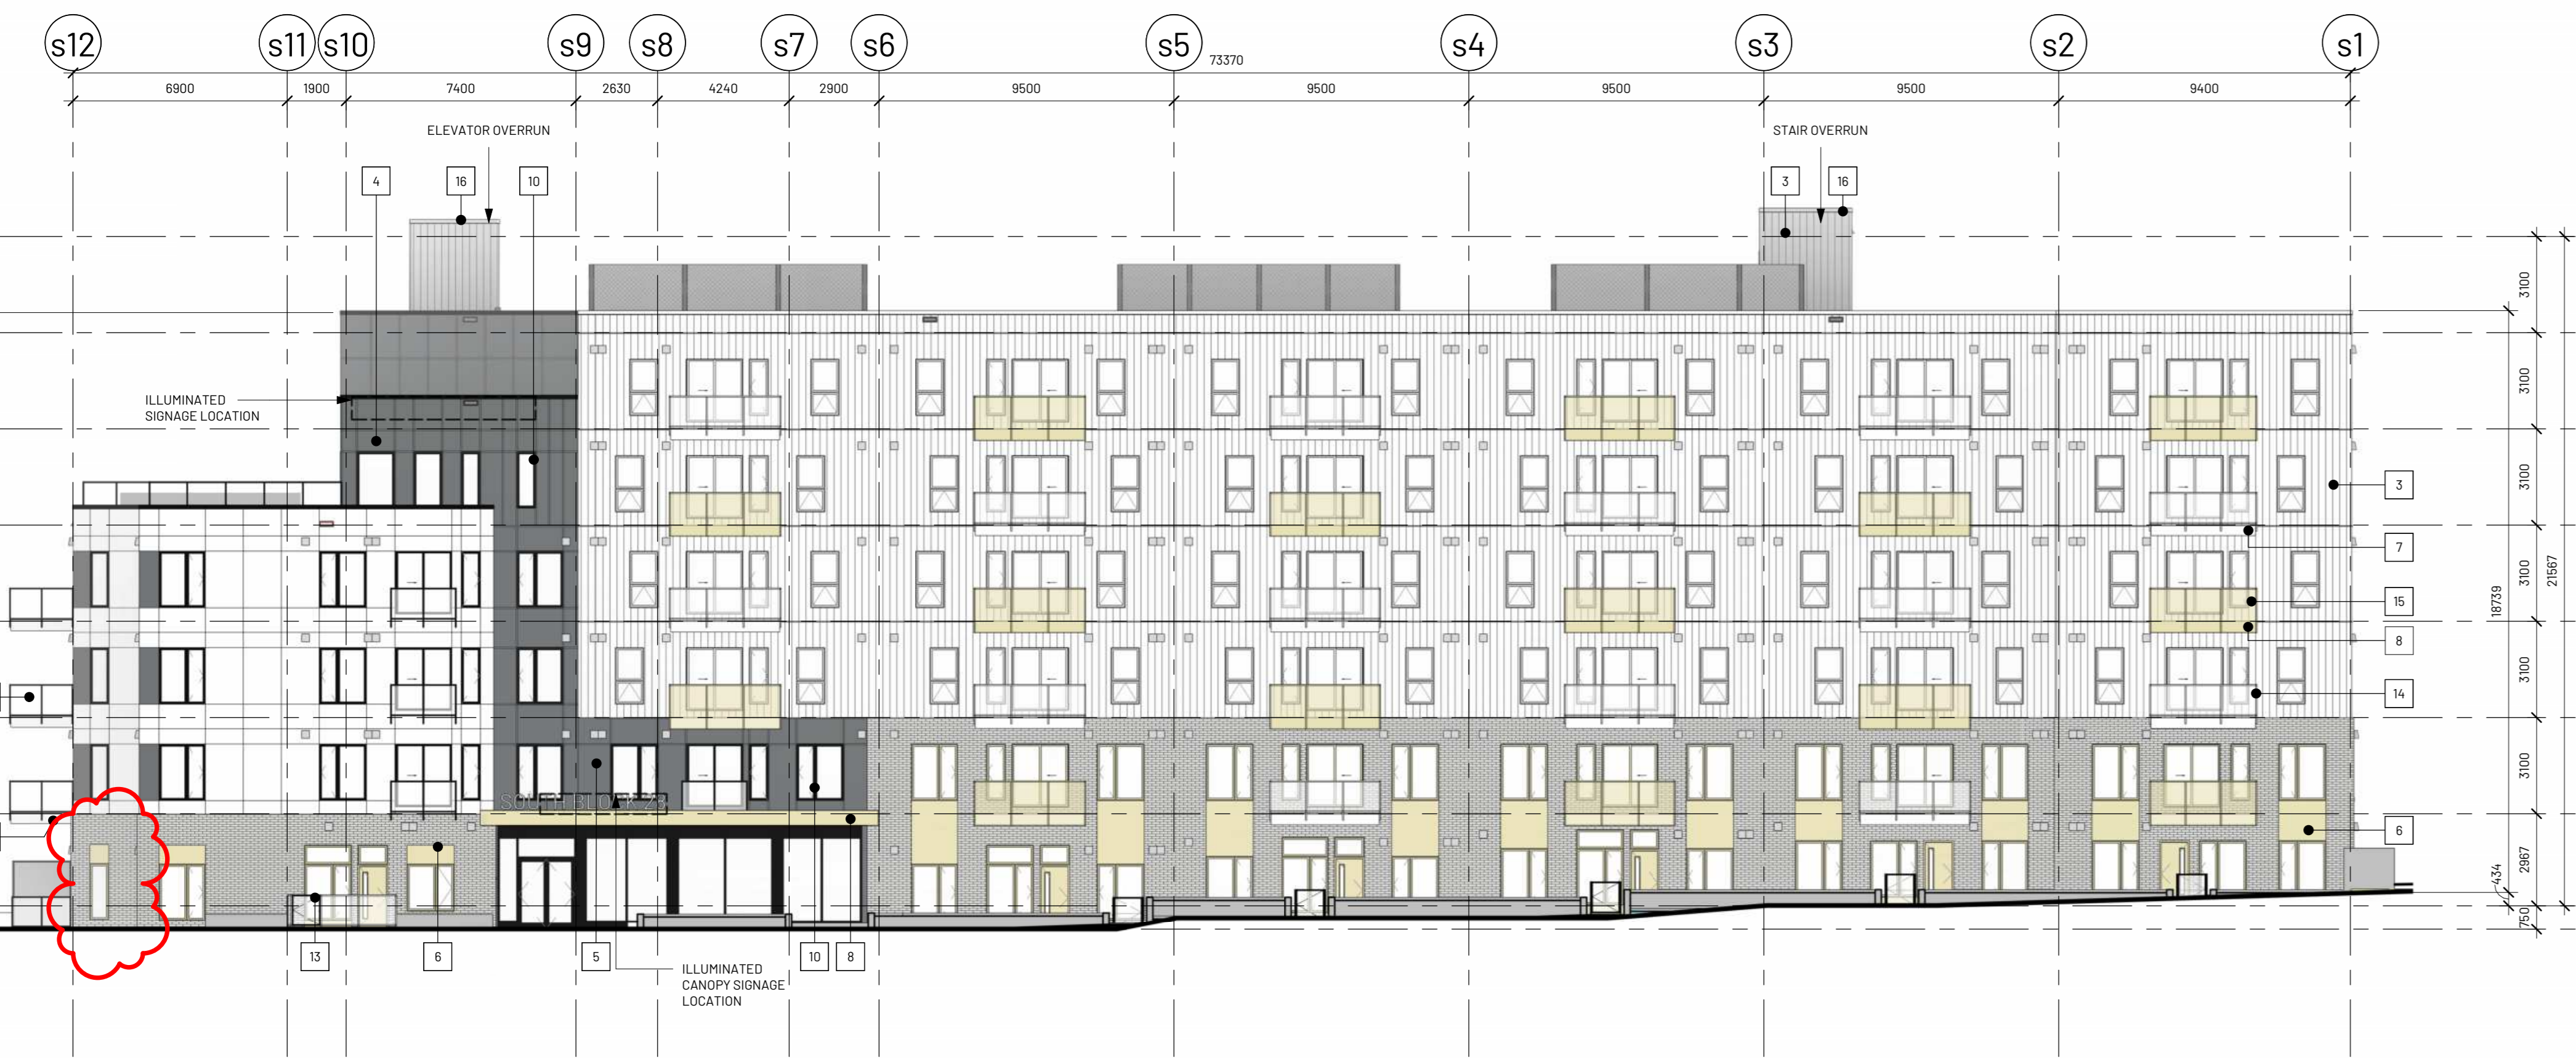 s12 s11 s10 s9 s8 s7 s6 s5 s4 s3 s2 s1
73370
6900 1900 7400 2630 4240 2900 9500 9500 9500 9500 9400
ELEVATOR OVERRUN
STAIR OVERRUN
4 16 10 3 16
3100
3100
3100
3100
3100
3100
2967
434
750
18739
21567
ILLUMINATED
SIGNAGE LOCATION
3
7
15
8
14
6
SOUTH BLOCK 23
13 6 5 10 8
ILLUMINATED
CANOPY SIGNAGE
LOCATION